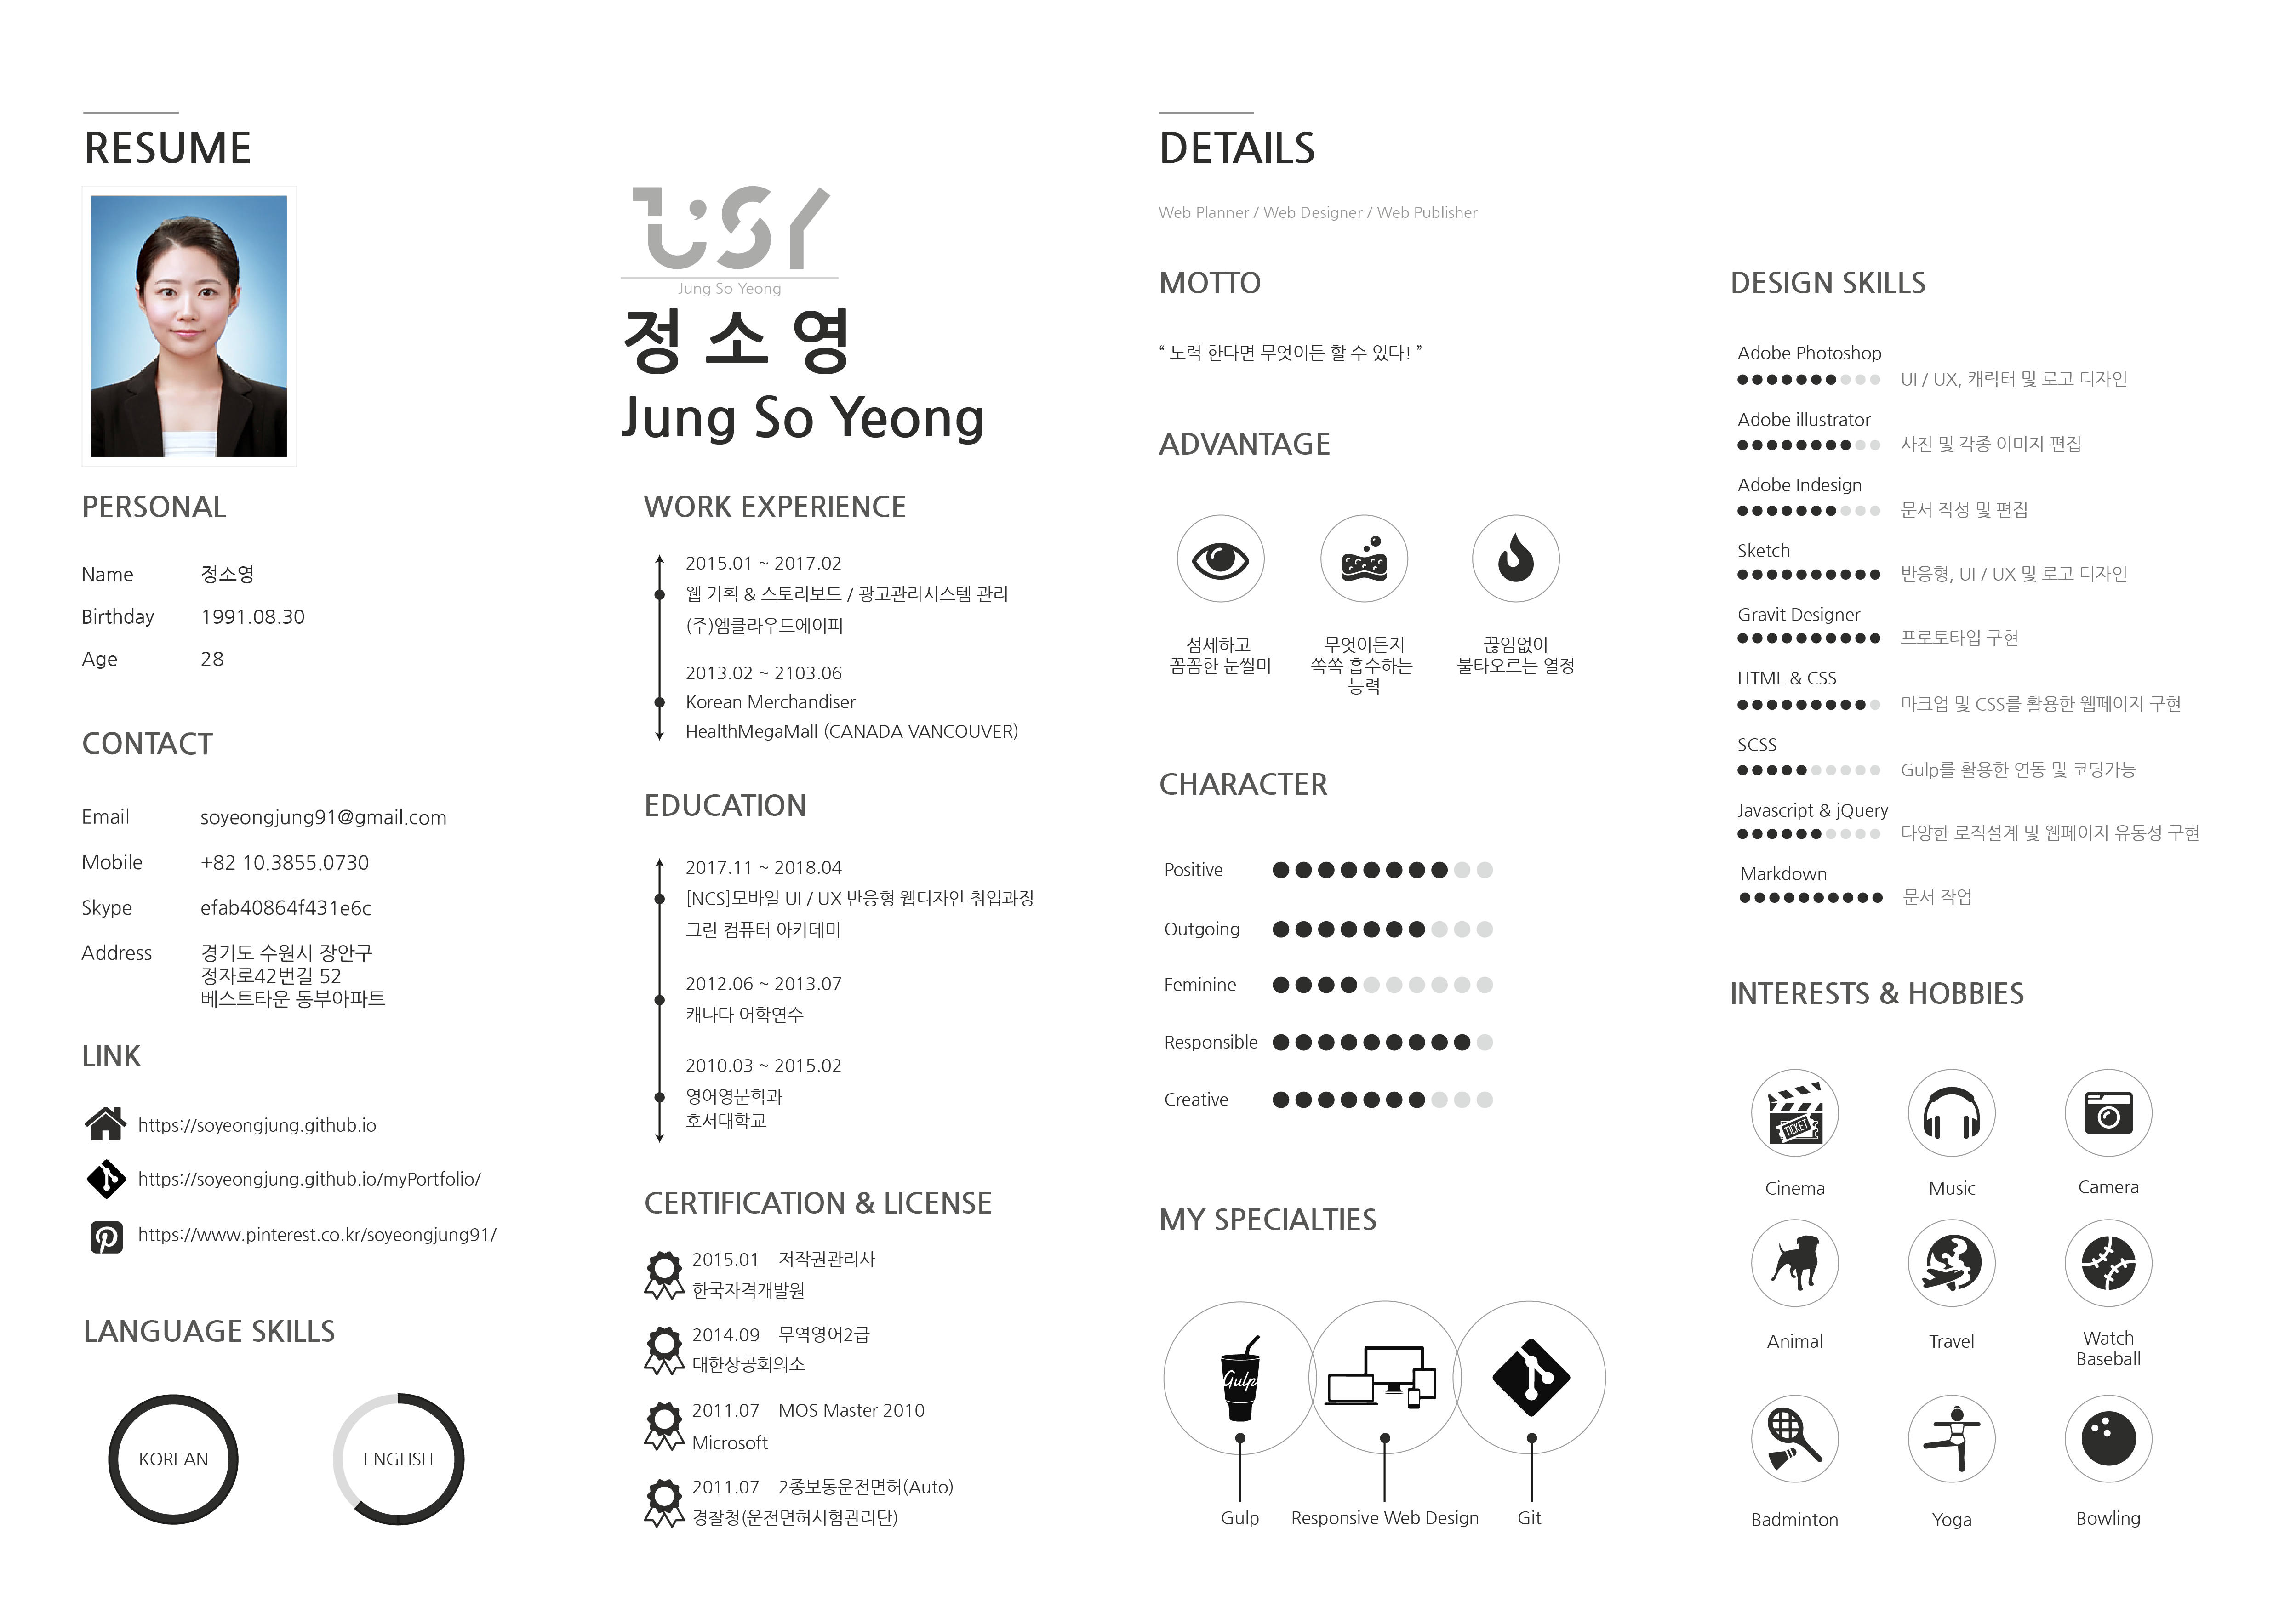 RESUME
PERSONAL
Name 정소영
Birthday 1991.08.30
Age 28
CONTACT
Email soyeongjung91@gmail.com
Mobile +82 10.3855.0730
Skype efab40864f431e6c
Address 경기도 수원시 장안구
정자로42번길 52
베스트타운 동부아파트
LINK
https://soyeongjung.github.io
https://soyeongjung.github.io/myPortfolio/
https://www.pinterest.co.kr/soyeongjung91/
LANGUAGE SKILLS
KOREAN
ENGLISH
JSY
Jung So Yeong
정 소 영
Jung So Yeong
WORK EXPERIENCE
2015.01 ~ 2017.02
웹 기획 & 스토리보드 / 광고관리시스템 관리
(주)엠클라우드에이피
2013.02 ~ 2103.06
Korean Merchandiser
HealthMegaMall (CANADA VANCOUVER)
EDUCATION
2017.11 ~ 2018.04
[NCS]모바일 UI / UX 반응형 웹디자인 취업과정
그린 컴퓨터 아카데미
2012.06 ~ 2013.07
캐나다 어학연수
2010.03 ~ 2015.02
영어영문학과
호서대학교
CERTIFICATION & LICENSE
2015.01 저작권관리사
한국자격개발원
2014.09 무역영어2급
대한상공회의소
2011.07 MOS Master 2010
Microsoft
2011.07 2종보통운전면허(Auto)
경찰청(운전면허시험관리단)
DETAILS
Web Planner / Web Designer / Web Publisher
MOTTO
“ 노력 한다면 무엇이든 할 수 있다! ”
ADVANTAGE
섬세하고
꼼꼼한 눈썰미
무엇이든지
쏙쏙 흡수하는
능력
끊임없이
불타오르는 열정
CHARACTER
Positive
Outgoing
Feminine
Responsible
Creative
MY SPECIALTIES
Gulp
Gulp
Responsive Web Design
Git
DESIGN SKILLS
Adobe Photoshop
UI / UX, 캐릭터 및 로고 디자인
Adobe illustrator
사진 및 각종 이미지 편집
Adobe Indesign
문서 작성 및 편집
Sketch
반응형, UI / UX 및 로고 디자인
Gravit Designer
프로토타입 구현
HTML & CSS
마크업 및 CSS를 활용한 웹페이지 구현
SCSS
Gulp를 활용한 연동 및 코딩가능
Javascript & jQuery
다양한 로직설계 및 웹페이지 유동성 구현
Markdown
문서 작업
INTERESTS & HOBBIES
TICKET
Cinema
Music
Camera
Animal
Travel
Watch
Baseball
Badminton
Yoga
Bowling